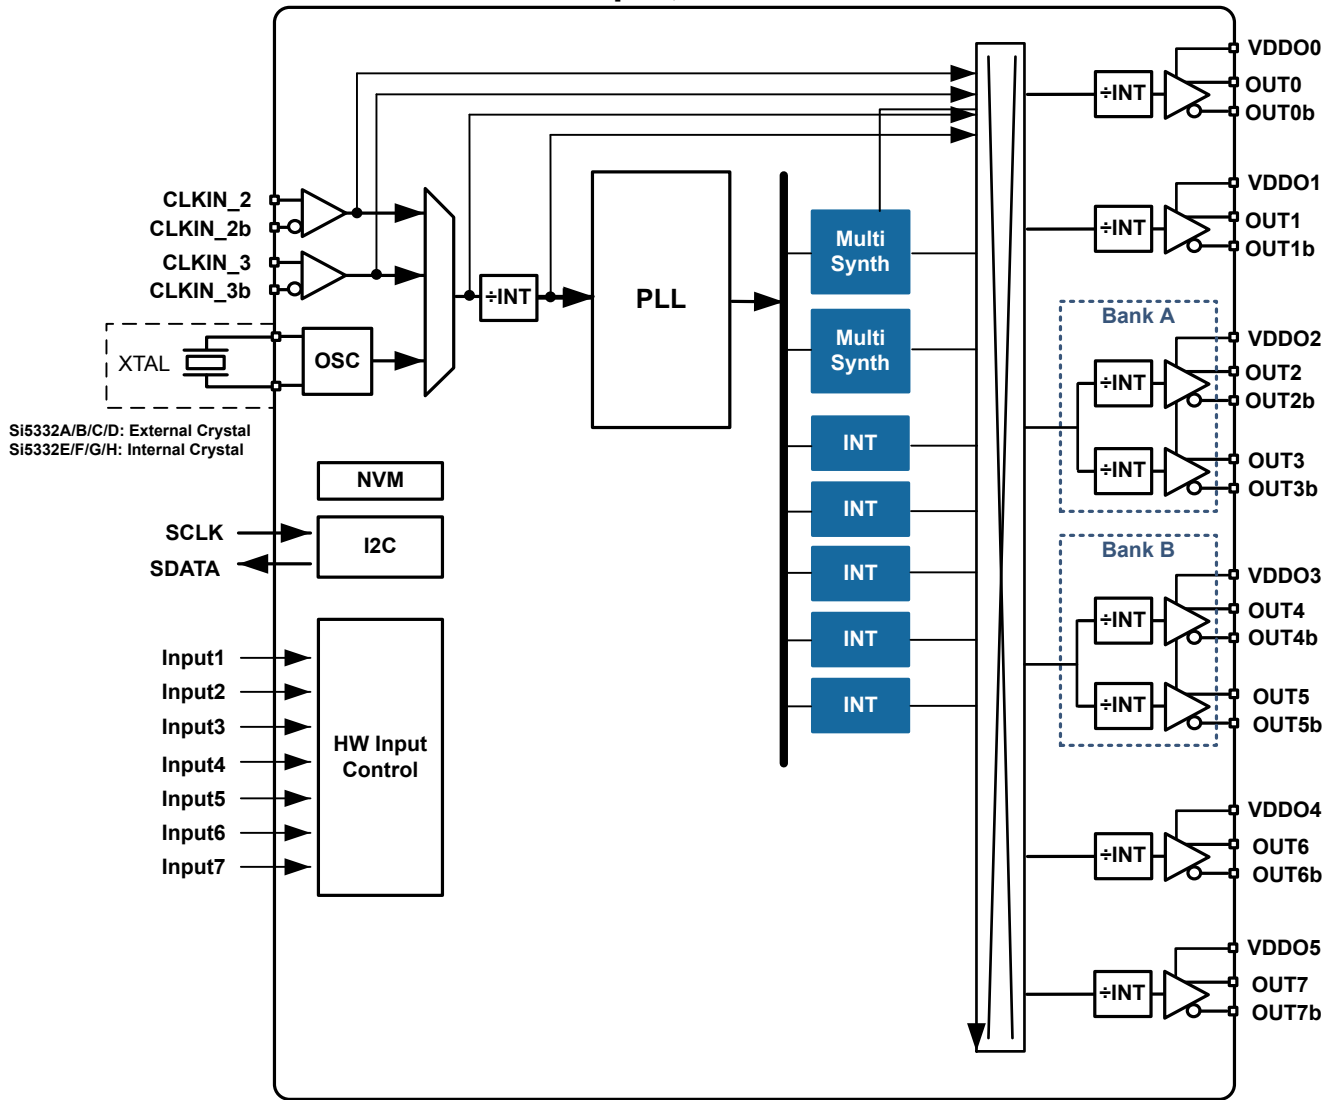 CLKIN_2
CLKIN_2b
CLKIN_3
CLKIN_3b
XTAL
OSC
Si5332A/B/C/D: External Crystal
Si5332E/F/G/H: Internal Crystal
÷INT
PLL
NVM
SCLK
SDATA
I2C
Input1
Input2
Input3
Input4
Input5
Input6
Input7
HW Input
Control
Multi
Synth
Multi
Synth
INT
INT
INT
INT
INT
÷INT
VDDO0
OUT0
OUT0b
÷INT
VDDO1
OUT1
OUT1b
Bank A
÷INT
VDDO2
OUT2
OUT2b
÷INT
OUT3
OUT3b
Bank B
÷INT
VDDO3
OUT4
OUT4b
÷INT
OUT5
OUT5b
÷INT
VDDO4
OUT6
OUT6b
÷INT
VDDO5
OUT7
OUT7b